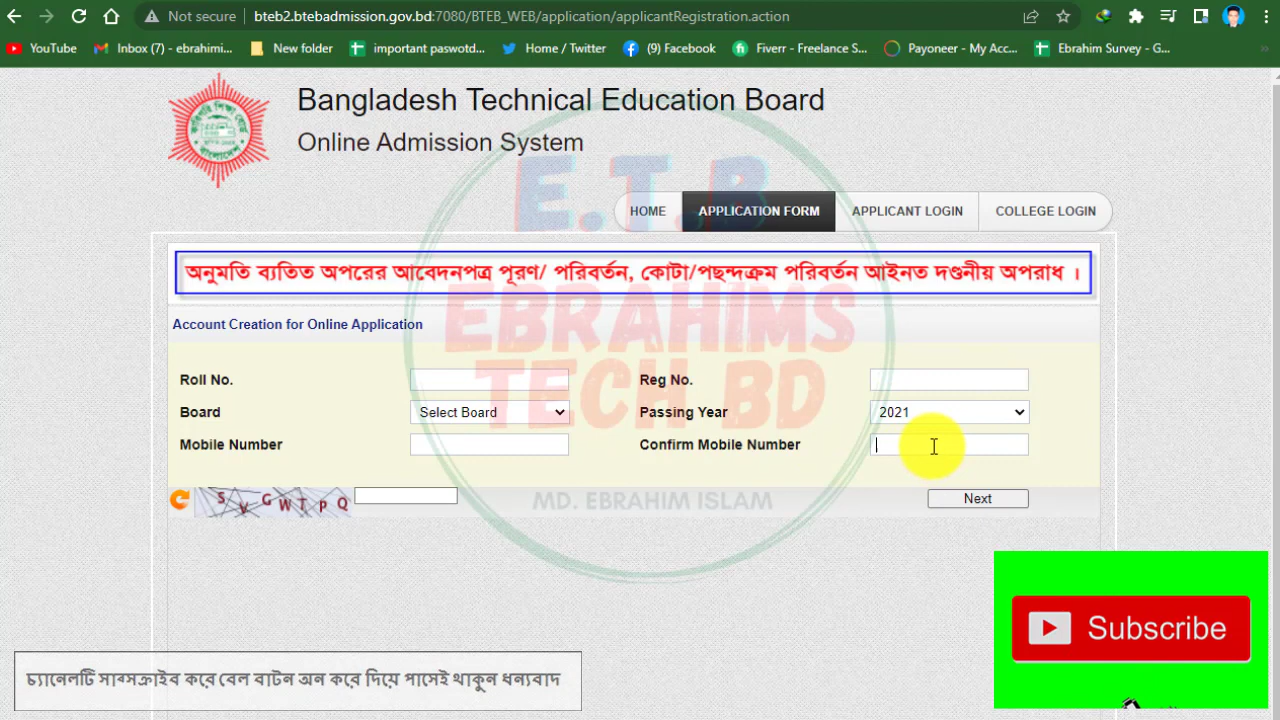 Not secure
bteb2.btebadmission.gov.bd:7080/BTEB_WEB/application/applicantRegistration.action
YouTube
Inbox (7) - ebrahimi...
New folder
important paswotd...
Home / Twitter
(9) Facebook
Fiverr - Freelance S...
Payoneer - My Acc...
Ebrahim Survey - G...
Bangladesh Technical Education Board
Online Admission System
E.T.B
HOME
APPLICATION FORM
APPLICANT LOGIN
COLLEGE LOGIN
অনুমতি ব্যতিত অপরের আবেদনপত্র পূরণ/ পরিবর্তন, কোটা/পছন্দক্রম পরিবর্তন আইনত দণ্ডনীয় অপরাধ ।
EBRAHIMS
Account Creation for Online Application
TECH BD
Roll No.
Reg No.
Board
Select Board
Passing Year
2021
Mobile Number
Confirm Mobile Number
S V G W T P Q
MD. EBRAHIM ISLAM
Next
Subscribe
চ্যানেলটি সাবসক্রাইব করে বেল বাটন অন করে দিয়ে পাসেই থাকুন ধন্যবাদ